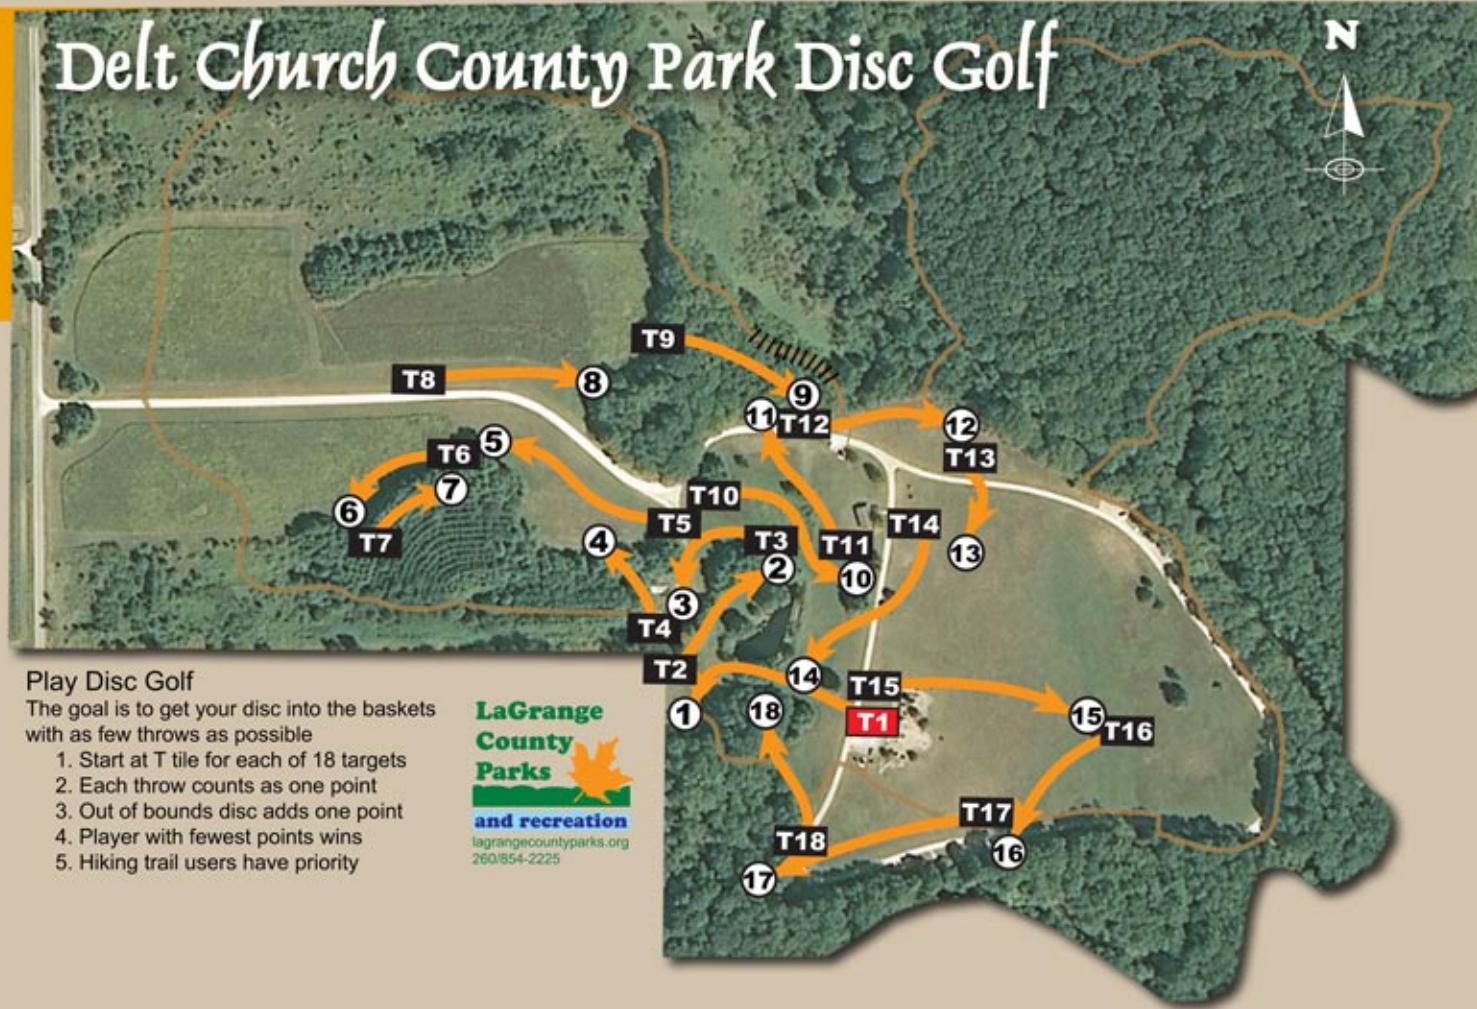 Delt Church County Park Disc Golf
N
T9
T8
8
9
11
T12
12
5
T6
T13
7
T10
6
T5
T14
T7
4
T3
T11
13
2
10
3
T4
T2
14
T15
1
18
T1
15
T16
T17
T18
16
17
Play Disc Golf
The goal is to get your disc into the baskets
with as few throws as possible
1. Start at T tile for each of 18 targets
2. Each throw counts as one point
3. Out of bounds disc adds one point
4. Player with fewest points wins
5. Hiking trail users have priority
LaGrange
County
Parks
and recreation
lagrangecountyparks.org
260/854-2225